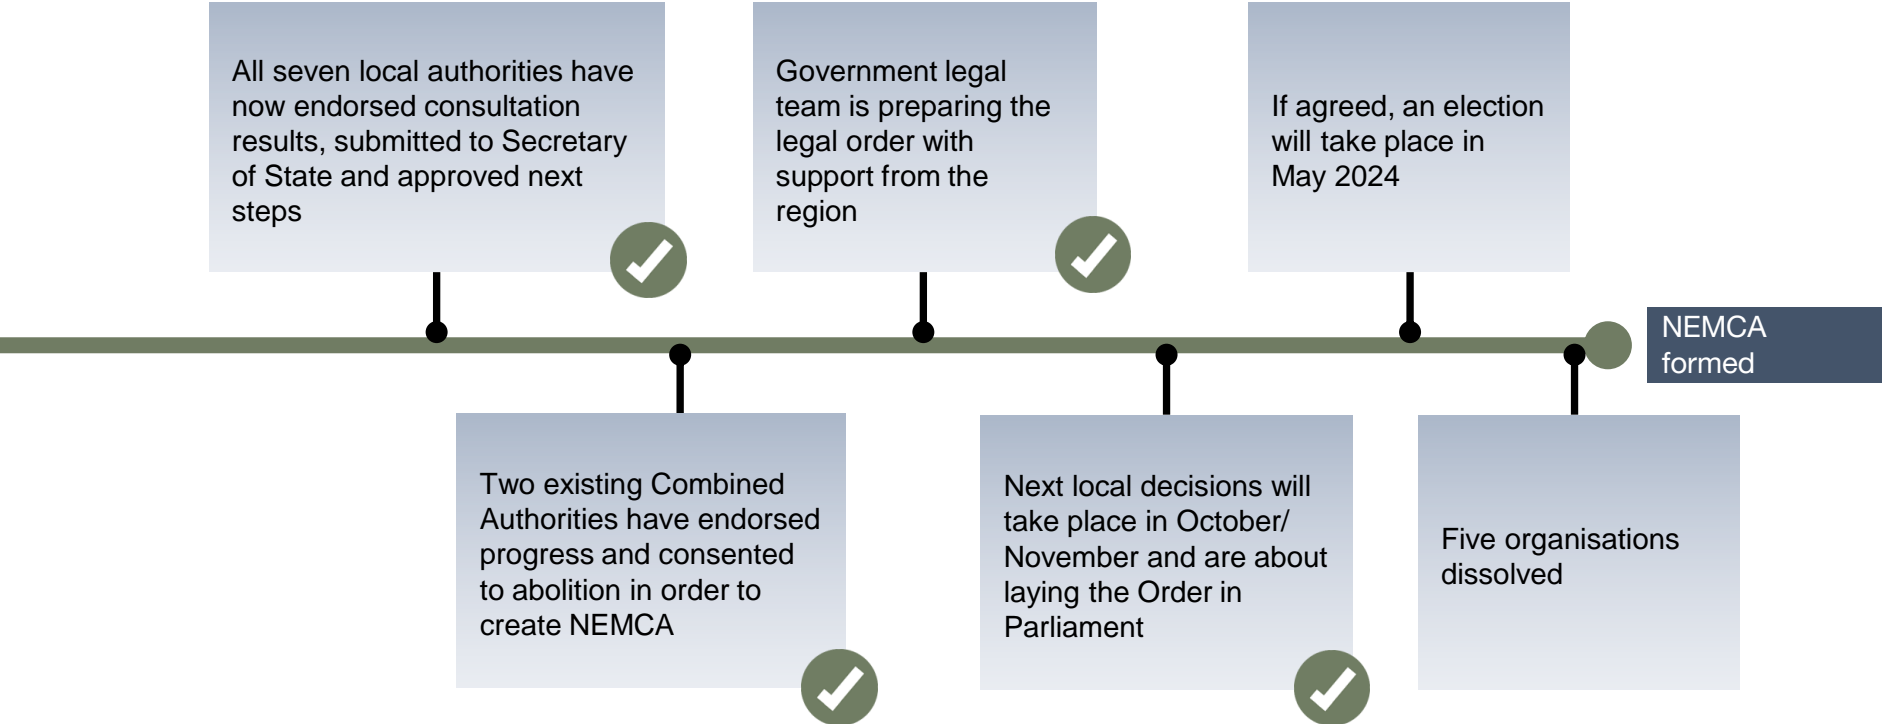 All seven local authorities have
now endorsed consultation
results, submitted to Secretary
of State and approved next
steps
Government legal
team is preparing the
legal order with
support from the
region
If agreed, an election
will take place in
May 2024
NEMCA
formed
Two existing Combined
Authorities have endorsed
progress and consented
to abolition in order to
create NEMCA
Next local decisions will
take place in October/
November and are about
laying the Order in
Parliament
Five organisations
dissolved